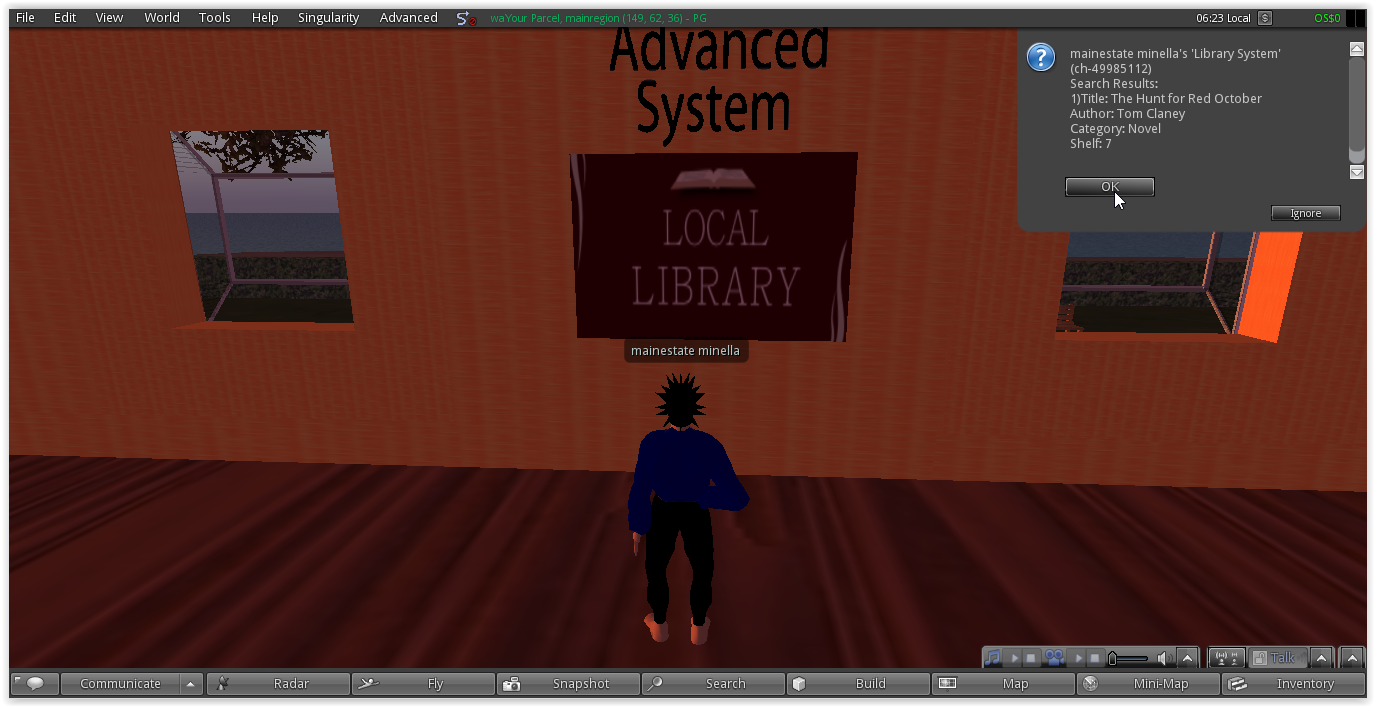 File Edit View World Tools Help Singularity Advanced
waYour Parcel, mainregion (149, 62, 36) - PG
06:23 Local $ OS$0
Advanced
System
LOCAL
LIBRARY
mainestate minella
mainestate minella's 'Library System'
(ch-49985112)
Search Results:
1)Title: The Hunt for Red October
Author: Tom Claney
Category: Novel
Shelf: 7
OK
Ignore
Talk
Communicate Radar Fly Snapshot Search Build Map Mini-Map Inventory